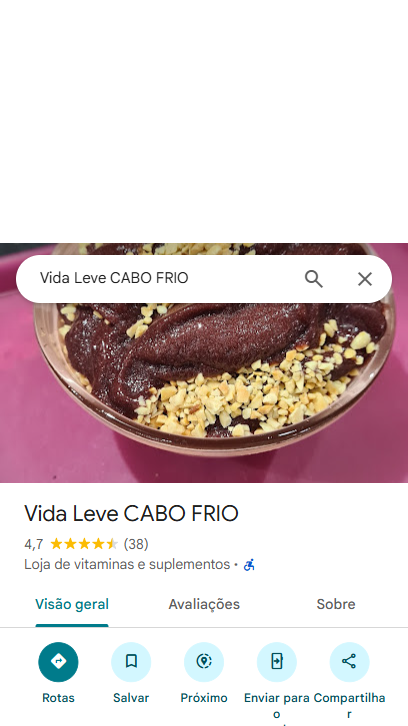 Vida Leve CABO FRIO
Vida Leve CABO FRIO
4,7 (38)
Loja de vitaminas e suplementos ·
Visão geral Avaliações Sobre
Rotas Salvar Próximo Enviar para o Compartilhar